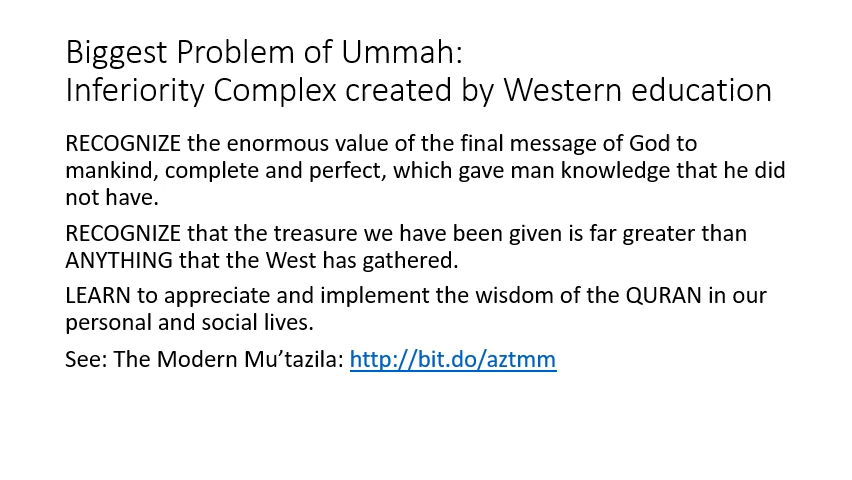 Biggest Problem of Ummah:
Inferiority Complex created by Western education
RECOGNIZE the enormous value of the final message of God to
mankind, complete and perfect, which gave man knowledge that he did
not have.
RECOGNIZE that the treasure we have been given is far greater than
ANYTHING that the West has gathered.
LEARN to appreciate and implement the wisdom of the QURAN in our
personal and social lives.
See: The Modern Mu’tazila: http://bit.do/aztmm